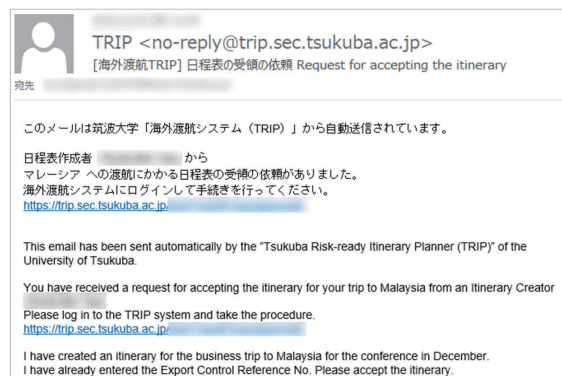 TRIP <no-reply@trip.sec.tsukuba.ac.jp>
[海外渡航TRIP] 日程表の受領の依頼 Request for accepting the itinerary
宛先
このメールは筑波大学「海外渡航システム（TRIP）」から自動送信されています。
日程表作成者 から
マレーシア への渡航にかかる日程表の受領の依頼がありました。
海外渡航システムにログインして手続きを行ってください。
https://trip.sec.tsukuba.ac.jp/
This email has been sent automatically by the "Tsukuba Risk-ready Itinerary Planner (TRIP)" of the
University of Tsukuba.
You have received a request for accepting the itinerary for your trip to Malaysia from an Itinerary Creator
Please log in to the TRIP system and take the procedure.
https://trip.sec.tsukuba.ac.jp/
I have created an itinerary for the business trip to Malaysia for the conference in December.
I have already entered the Export Control Reference No. Please accept the itinerary.